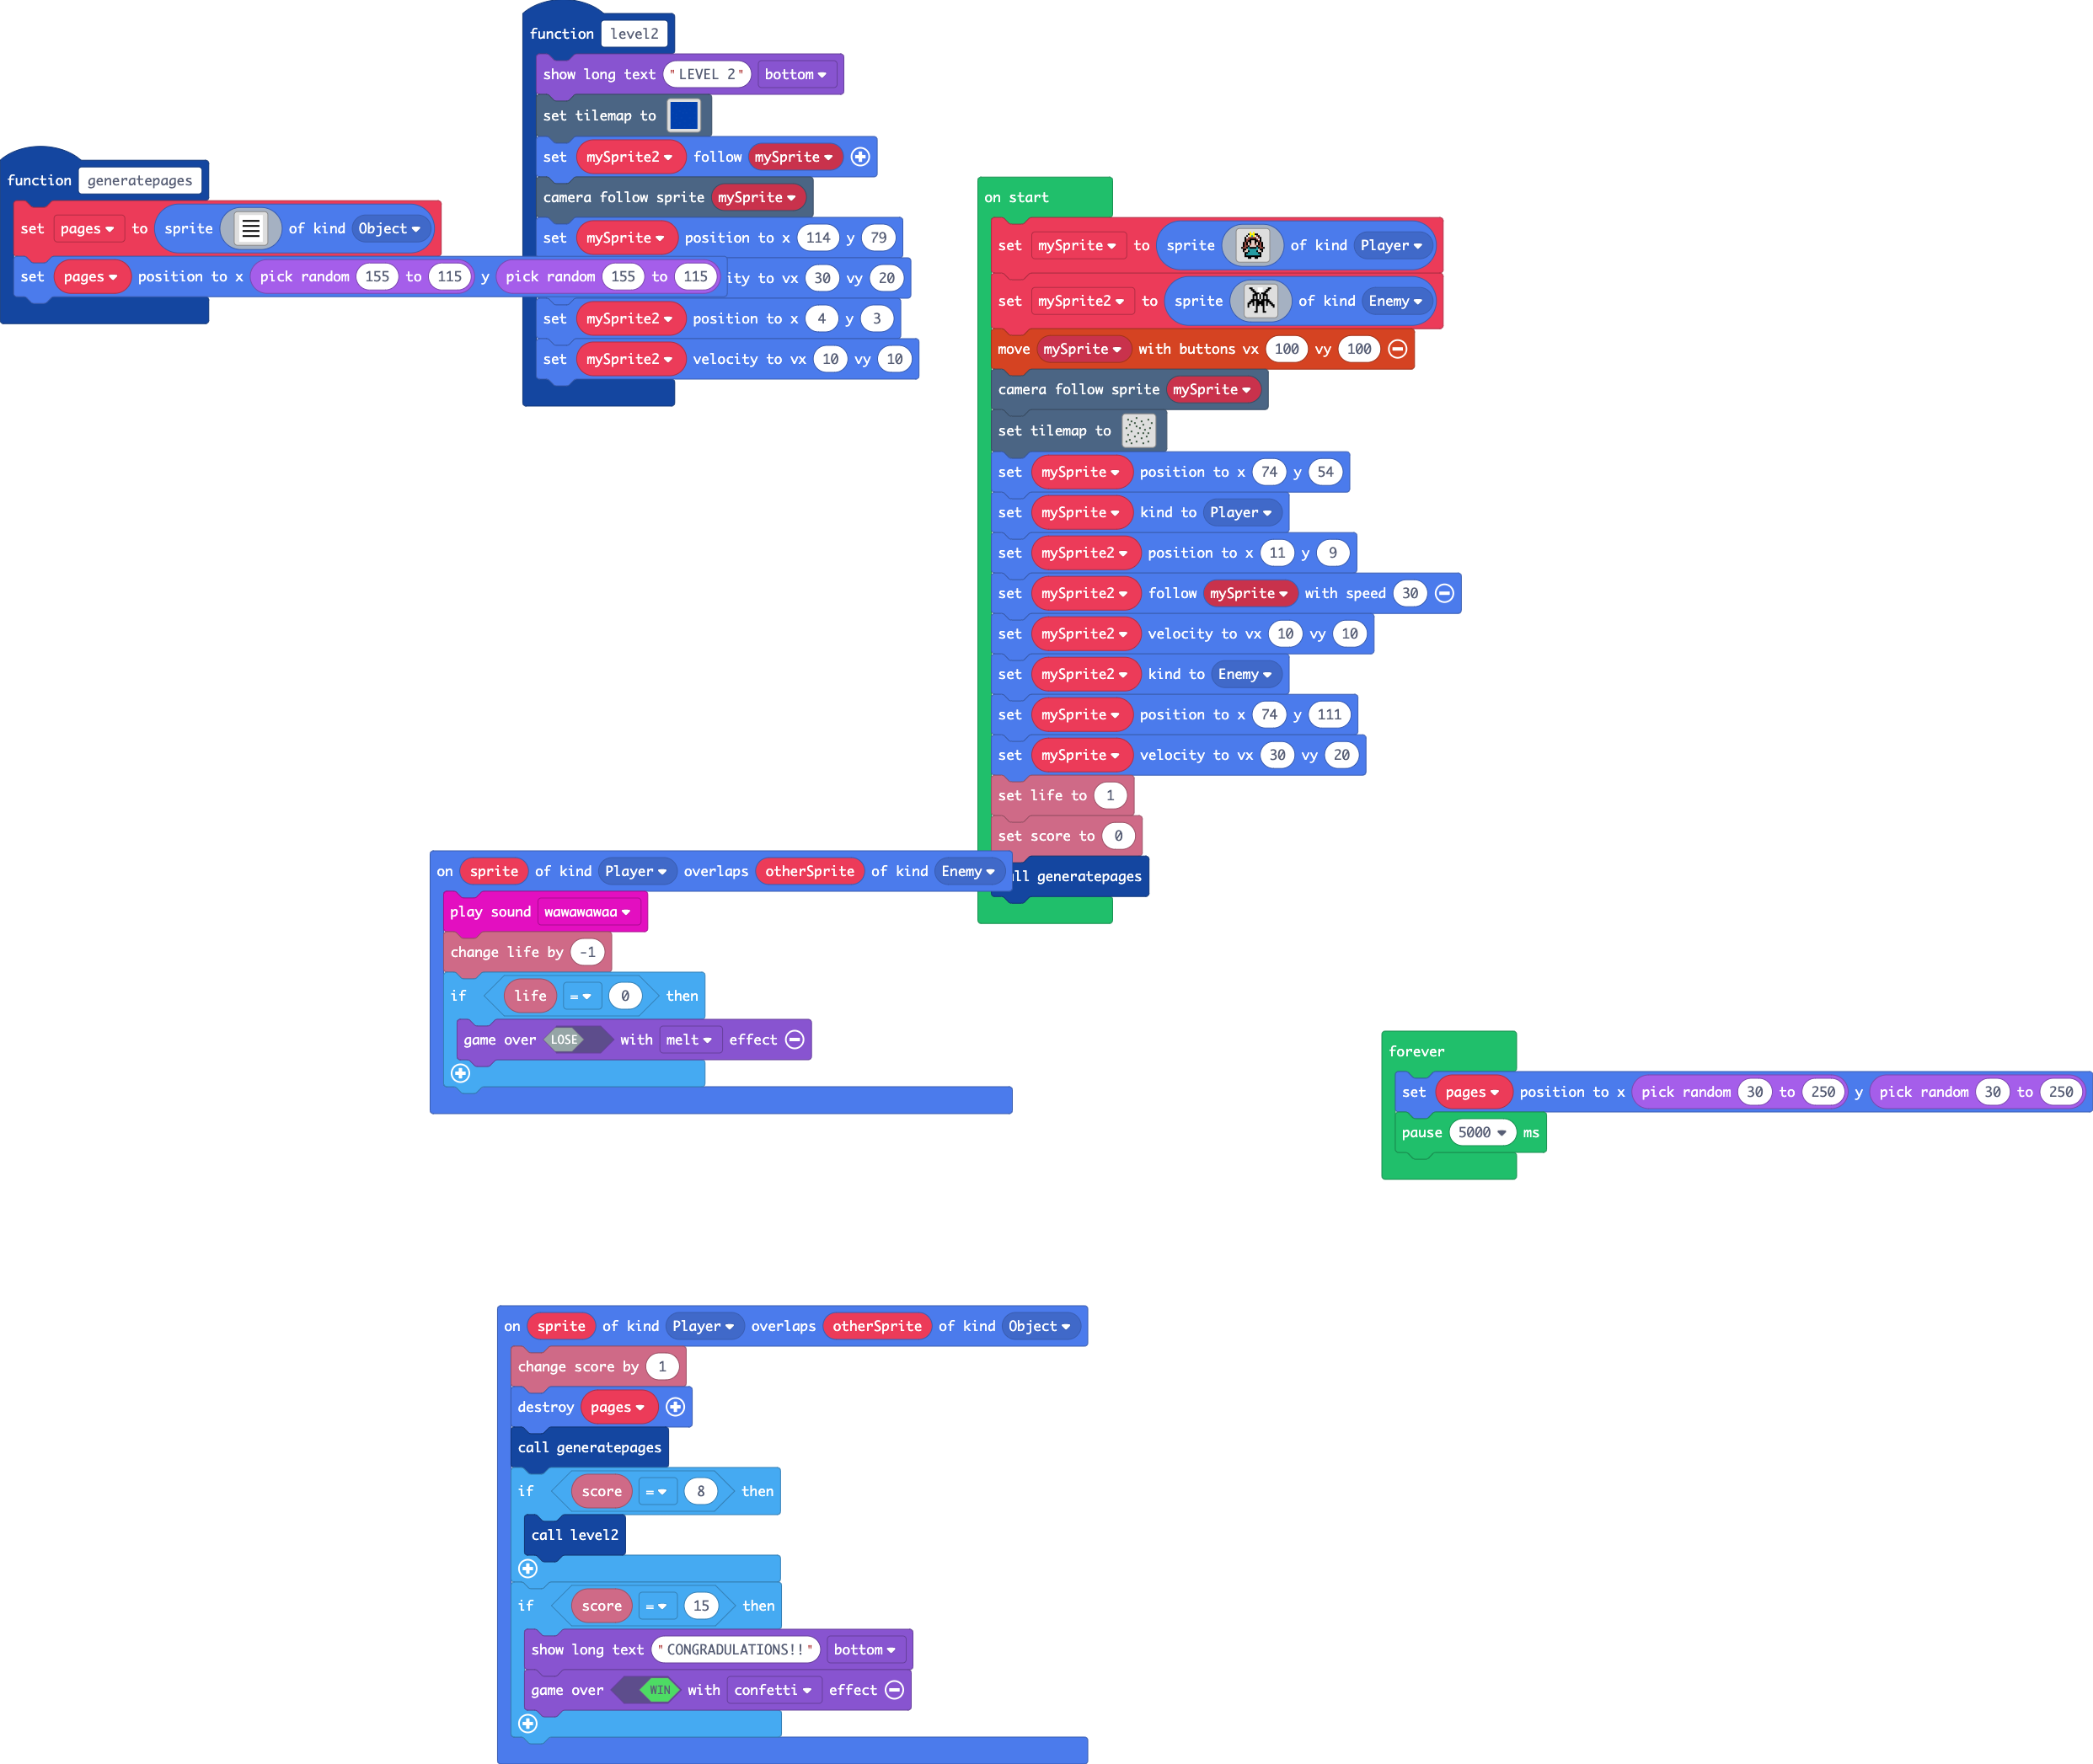 function level2
show long text "LEVEL 2" bottom
set tilemap to
set mySprite2 follow mySprite
camera follow sprite mySprite
set mySprite position to x 114 y 79
ity to vx 30 vy 20
set mySprite2 position to x 4 y 3
set mySprite2 velocity to vx 10 vy 10
function generatepages
set pages to sprite of kind Object
set pages position to x pick random 155 to 115 y pick random 155 to 115
on start
set mySprite to sprite of kind Player
set mySprite2 to sprite of kind Enemy
move mySprite with buttons vx 100 vy 100
camera follow sprite mySprite
set tilemap to
set mySprite position to x 74 y 54
set mySprite kind to Player
set mySprite2 position to x 11 y 9
set mySprite2 follow mySprite with speed 30
set mySprite2 velocity to vx 10 vy 10
set mySprite2 kind to Enemy
set mySprite position to x 74 y 111
set mySprite velocity to vx 30 vy 20
set life to 1
set score to 0
ll generatepages
on sprite of kind Player overlaps otherSprite of kind Enemy
play sound wawawawaa
change life by -1
if life = 0 then
game over LOSE with melt effect
forever
set pages position to x pick random 30 to 250 y pick random 30 to 250
pause 5000 ms
on sprite of kind Player overlaps otherSprite of kind Object
change score by 1
destroy pages
call generatepages
if score = 8 then
call level2
if score = 15 then
show long text "CONGRADULATIONS!!" bottom
game over WIN with confetti effect